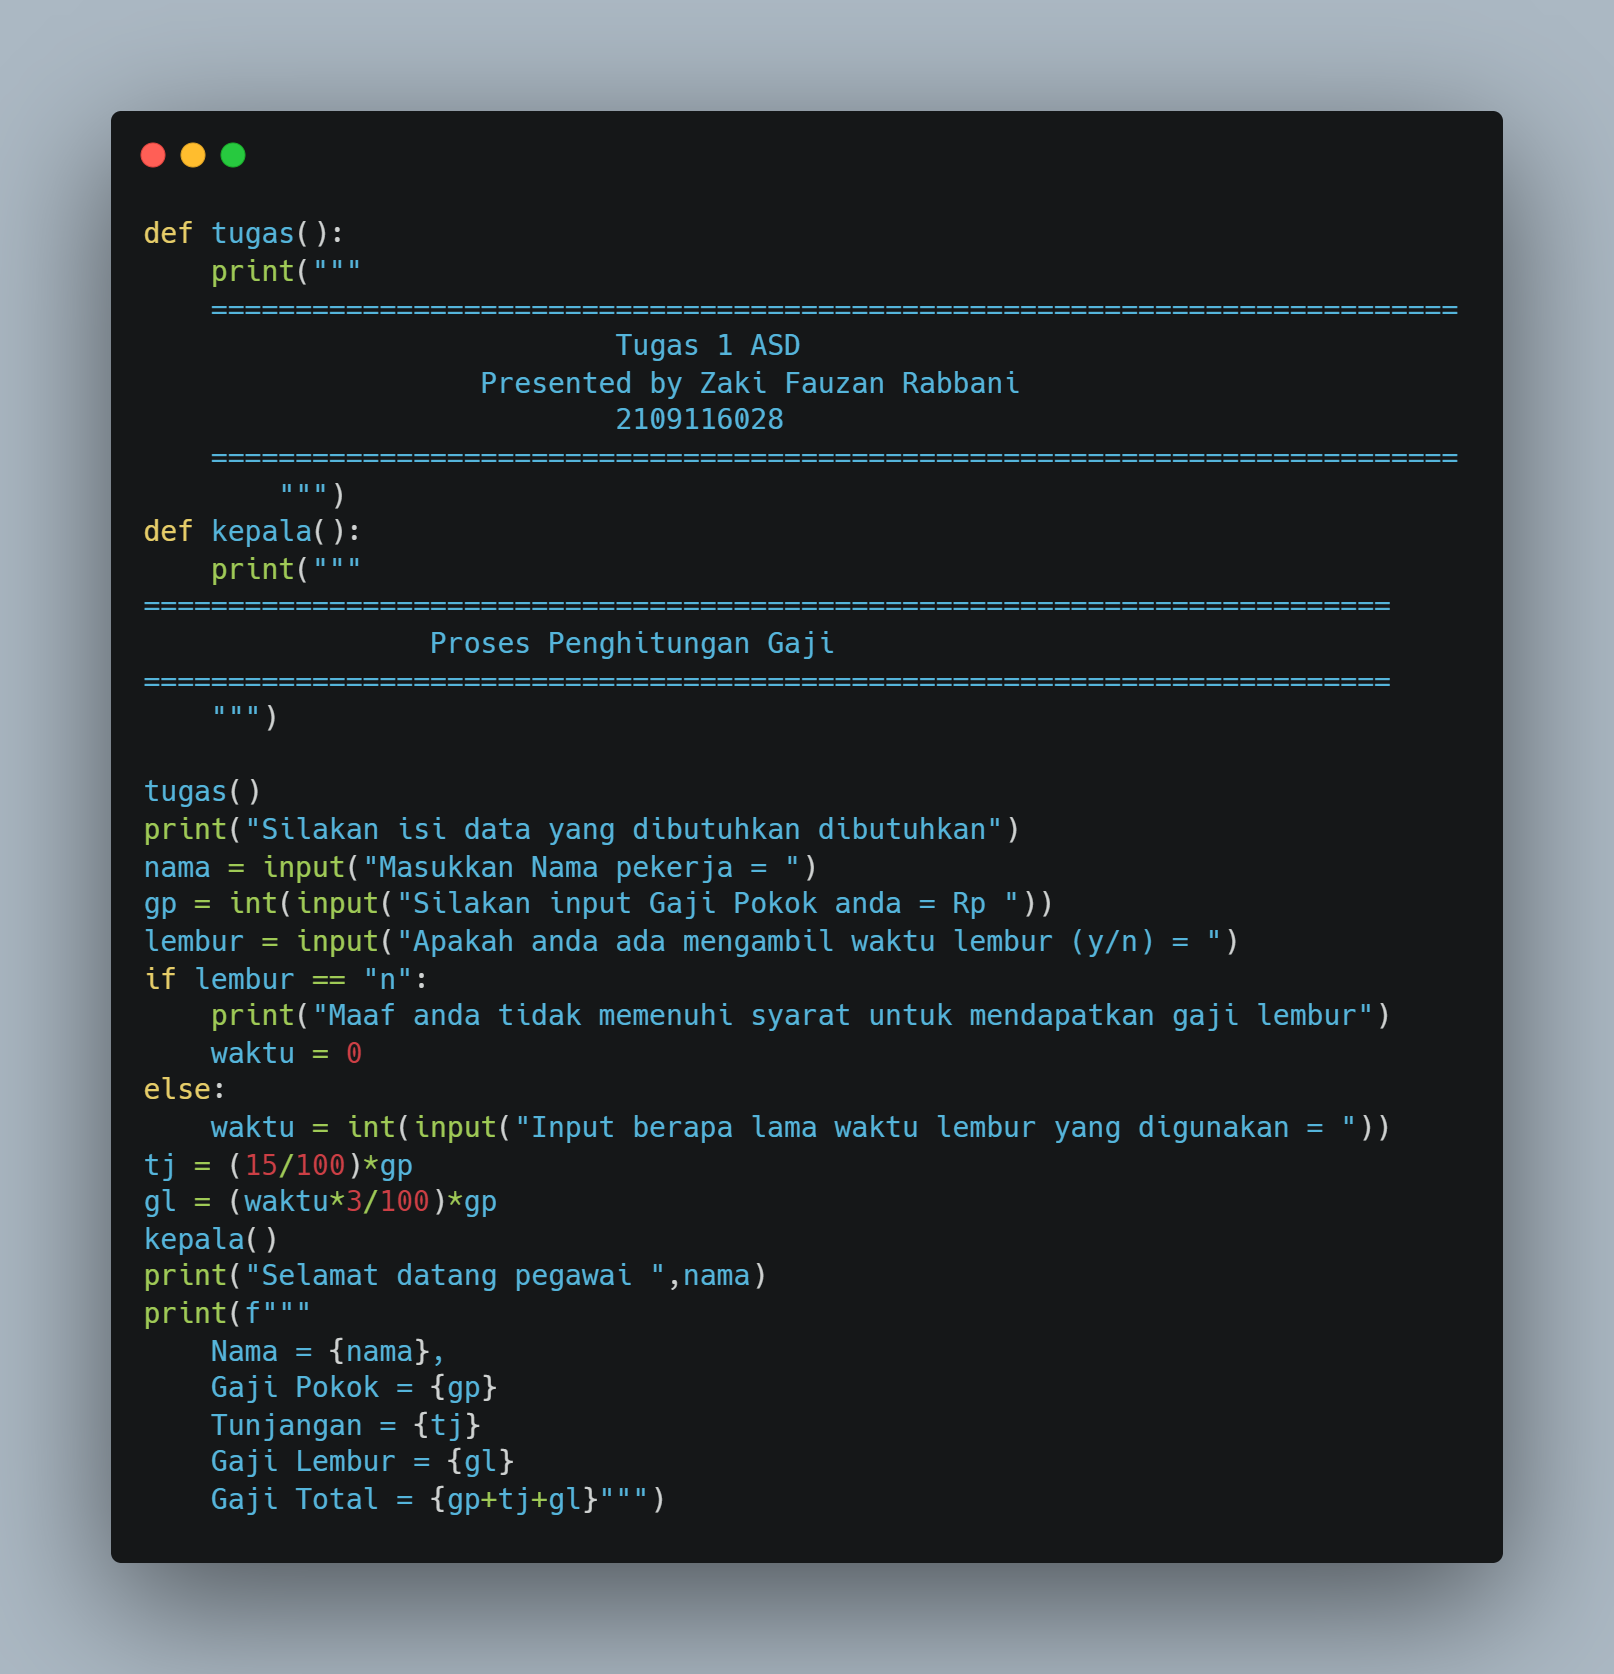 def tugas():
    print("""
    ==========================================================================
                            Tugas 1 ASD
                    Presented by Zaki Fauzan Rabbani
                            2109116028
    ==========================================================================
        """)
def kepala():
    print("""
==========================================================================
                 Proses Penghitungan Gaji
==========================================================================
    """)

tugas()
print("Silakan isi data yang dibutuhkan dibutuhkan")
nama = input("Masukkan Nama pekerja = ")
gp = int(input("Silakan input Gaji Pokok anda = Rp "))
lembur = input("Apakah anda ada mengambil waktu lembur (y/n) = ")
if lembur == "n":
    print("Maaf anda tidak memenuhi syarat untuk mendapatkan gaji lembur")
    waktu = 0
else:
    waktu = int(input("Input berapa lama waktu lembur yang digunakan = "))
tj = (15/100)*gp
gl = (waktu*3/100)*gp
kepala()
print("Selamat datang pegawai ",nama)
print(f"""
    Nama = {nama},
    Gaji Pokok = {gp}
    Tunjangan = {tj}
    Gaji Lembur = {gl}
    Gaji Total = {gp+tj+gl}""")